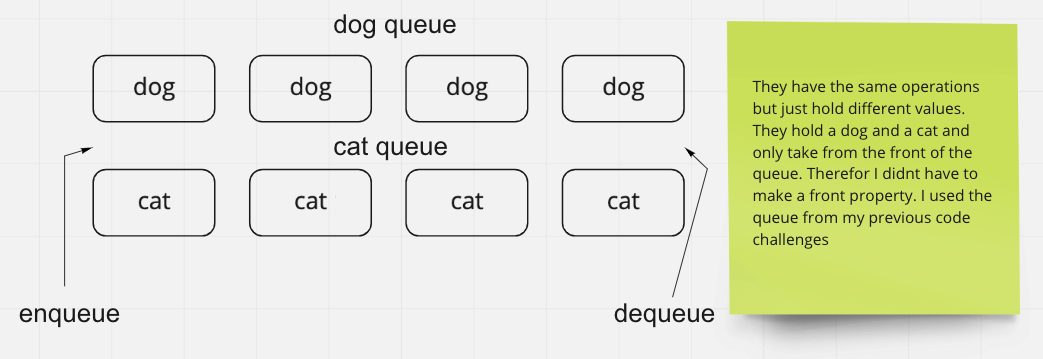 dog queue
dog dog dog dog
cat queue
cat cat cat cat
enqueue
dequeue
They have the same operations
but just hold different values.
They hold a dog and a cat and
only take from the front of the
queue. Therefor I didnt have to
make a front property. I used the
queue from my previous code
challenges